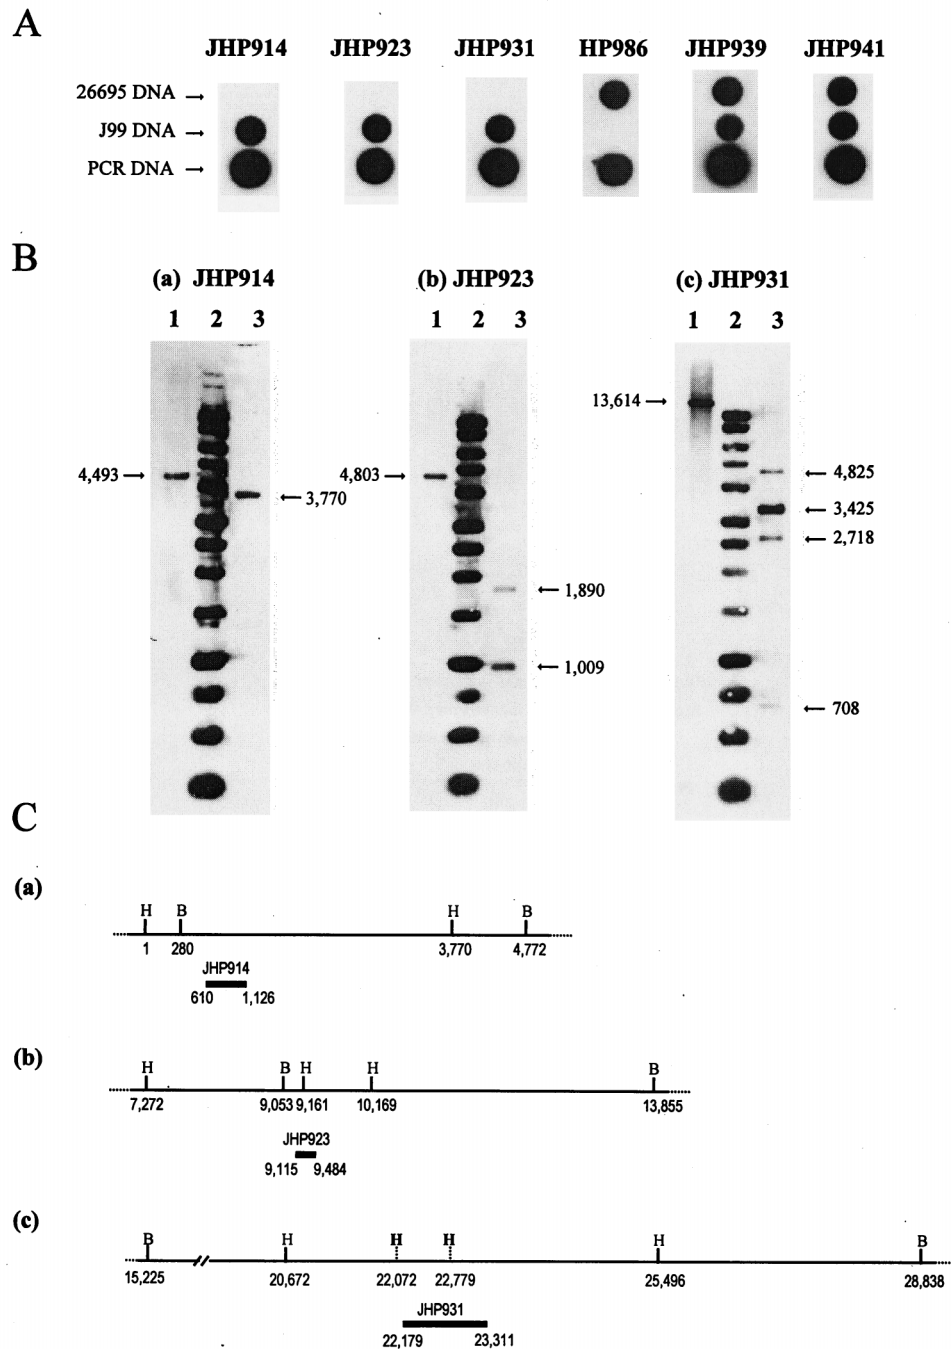 A
JHP914 JHP923 JHP931 HP986 JHP939 JHP941
26695 DNA →
J99 DNA →
PCR DNA →
B
(a) JHP914 (b) JHP923 (c) JHP931
1 2 3 1 2 3 1 2 3
13,614 →
4,493 → ← 3,770
4,803 → ← 1,890
← 1,009
← 4,825
← 3,425
← 2,718
← 708
C
(a)
H B H B
1 280 3,770 4,772
JHP914
610 1,126
(b)
H B H H B
7,272 9,053 9,161 10,169 13,855
JHP923
9,115 9,484
(c)
B H H H H B
15,225 20,672 22,072 22,779 25,496 28,838
JHP931
22,179 23,311